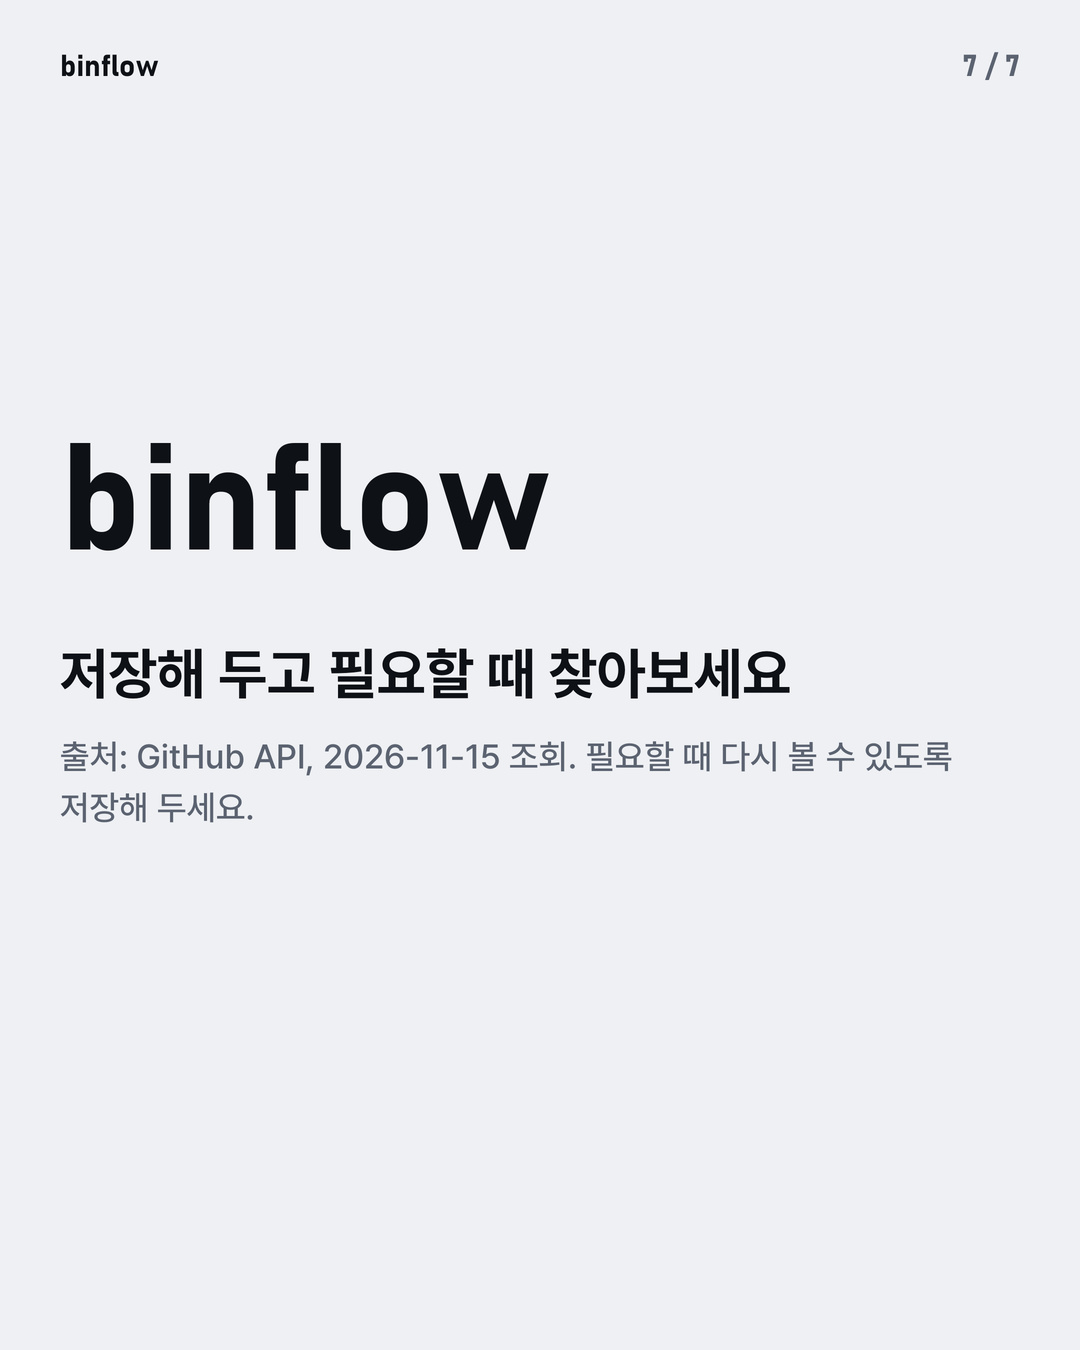 binflow
7 / 7
binflow
저장해 두고 필요할 때 찾아보세요
출처: GitHub API, 2026-11-15 조회. 필요할 때 다시 볼 수 있도록
저장해 두세요.